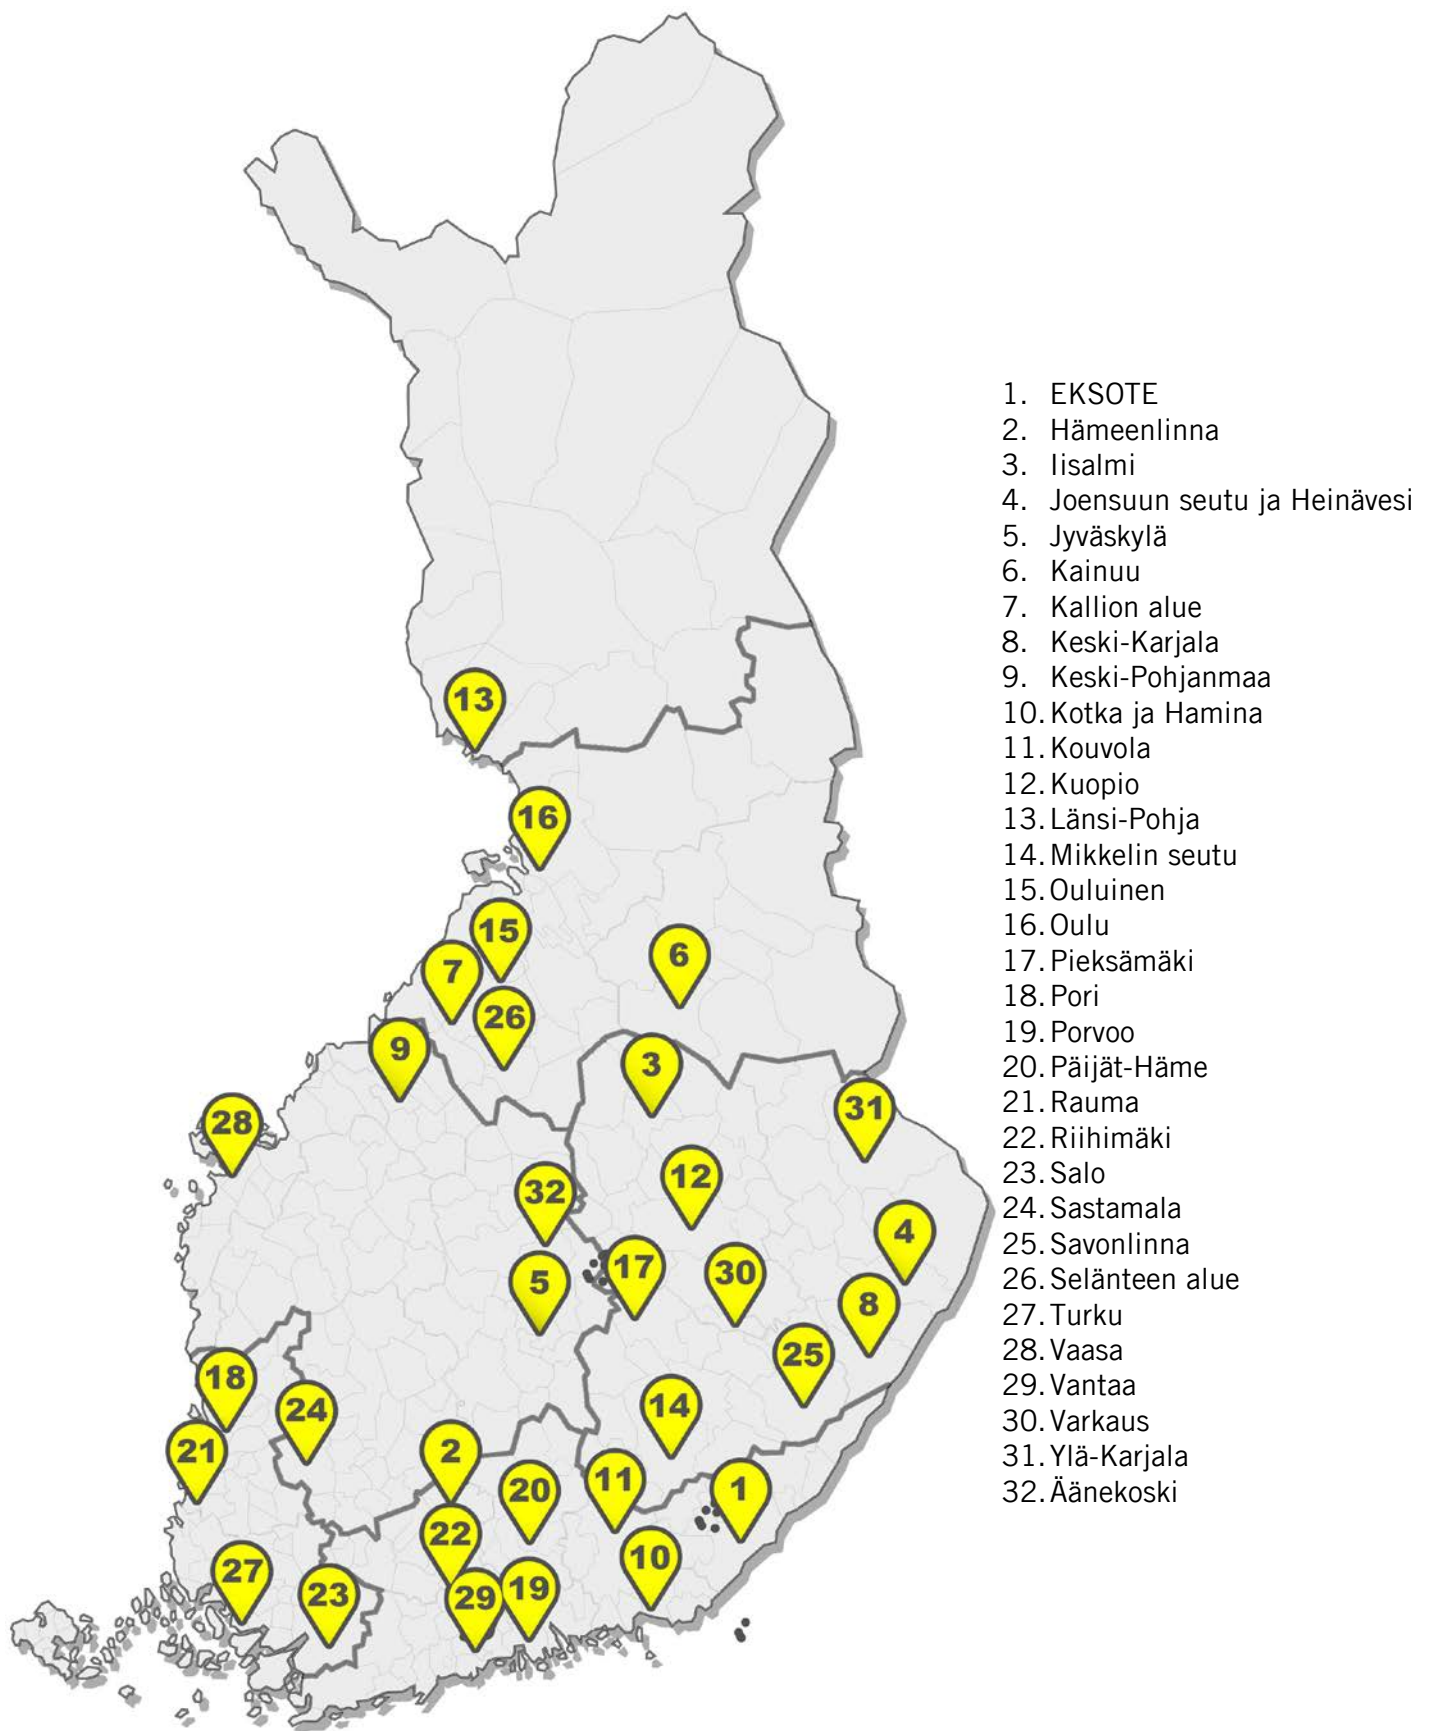 13
16
15
7
6
26
9
3
31
28
12
32
4
17
5
30
8
25
18
14
24
21
2
11
20
1
22
10
27
23
29
19
1. EKSOTE
2. Hämeenlinna
3. Iisalmi
4. Joensuun seutu ja Heinävesi
5. Jyväskylä
6. Kainuu
7. Kallion alue
8. Keski-Karjala
9. Keski-Pohjanmaa
10. Kotka ja Hamina
11. Kouvola
12. Kuopio
13. Länsi-Pohja
14. Mikkelin seutu
15. Ouluinen
16. Oulu
17. Pieksämäki
18. Pori
19. Porvoo
20. Päijät-Häme
21. Rauma
22. Riihimäki
23. Salo
24. Sastamala
25. Savonlinna
26. Selänteen alue
27. Turku
28. Vaasa
29. Vantaa
30. Varkaus
31. Ylä-Karjala
32. Äänekoski